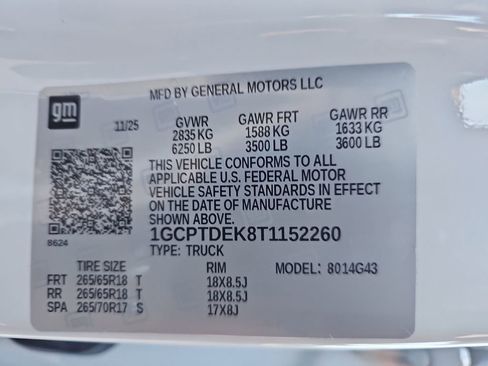 gm
MFD BY GENERAL MOTORS LLC
11/25
GVWR GAWR FRT GAWR RR
2835 KG 1588 KG 1633 KG
6250 LB 3500 LB 3600 LB
THIS VEHICLE CONFORMS TO ALL
APPLICABLE U.S. FEDERAL MOTOR
VEHICLE SAFETY STANDARDS IN EFFECT
ON THE DATE OF MANUFACTURE
SHOWN ABOVE.
8624
1GCPTDEK8T1152260
TYPE: TRUCK
TIRE SIZE RIM MODEL: 8014G43
FRT 265/65R18 T 18X8.5J
RR 265/65R18 T 18X8.5J
SPA 265/70R17 S 17X8J